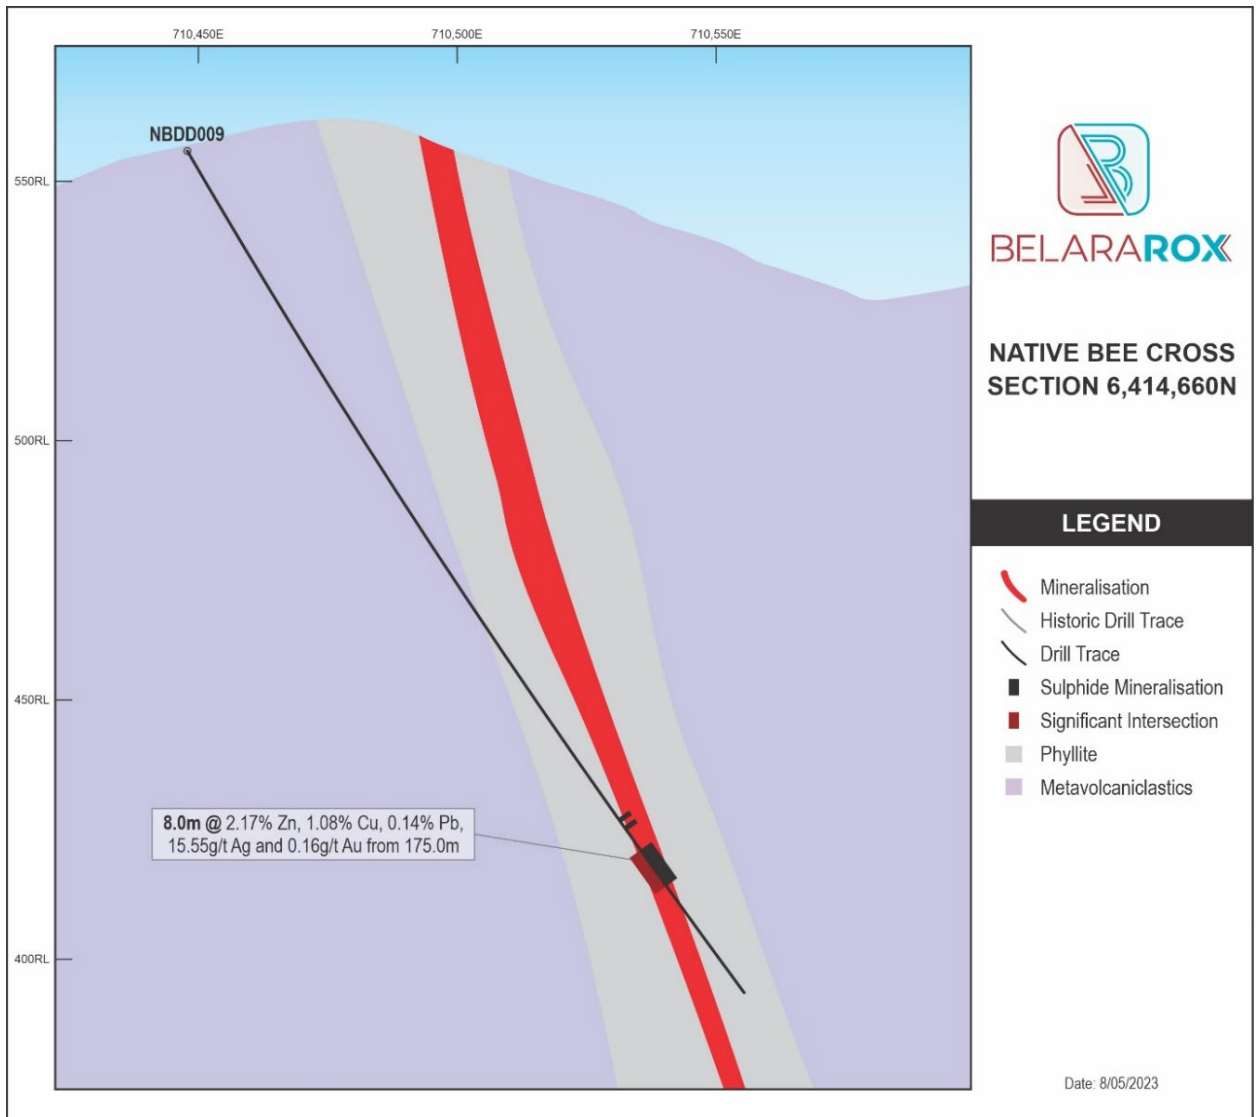 710,450E
710,500E
710,550E
NBDD009
550RL
500RL
450RL
400RL
8.0m @ 2.17% Zn, 1.08% Cu, 0.14% Pb,
15.55g/t Ag and 0.16g/t Au from 175.0m
BELARAROX
NATIVE BEE CROSS
SECTION 6,414,660N
LEGEND
Mineralisation
Historic Drill Trace
Drill Trace
Sulphide Mineralisation
Significant Intersection
Phyllite
Metavolcaniclastics
Date: 8/05/2023